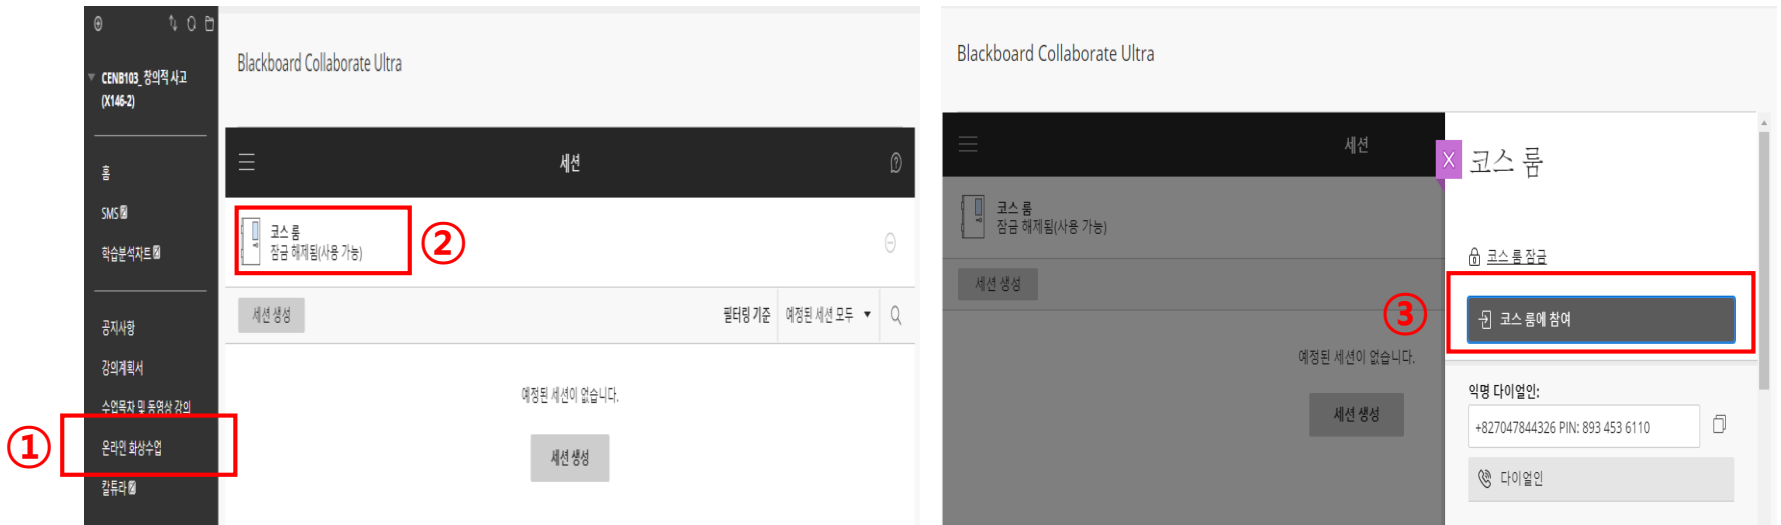 CENB103_창의적 사고
(X146-2)
홈
SMS
학습분석차트
공지사항
강의계획서
수업목차 및 동영상 강의
①
온라인 화상수업
칼튜라
Blackboard Collaborate Ultra
세션
코스 룸
잠금 해제됨(사용 가능)
②
세션 생성
필터링 기준 예정된 세션 모두
예정된 세션이 없습니다.
세션 생성
Blackboard Collaborate Ultra
세션
코스 룸
잠금 해제됨(사용 가능)
세션 생성
예정된 세션이 없습니다.
세션 생성
X 코스 룸
코스 룸 잠금
③
코스 룸에 참여
익명 다이얼인:
+827047844326 PIN: 893 453 6110
다이얼인